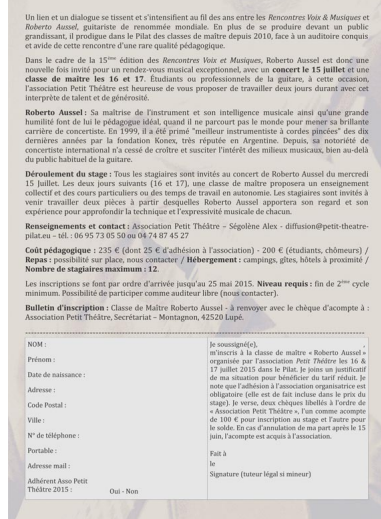 Un lien et un dialogue se tissent et s'intensifient au fil des ans entre les Rencontres Voix & Musiques et
Roberto Aussel, guitariste de renommée mondiale. En plus de se produire devant un public
grandissant, il prodigue dans le Pilat des classes de maître depuis 2010, face à un auditoire conquis
et avide de cette rencontre d'une rare qualité pédagogique.
Dans le cadre de la 15ème édition des Rencontres Voix et Musiques, Roberto Aussel est donc une
nouvelle fois invité pour un rendez-vous musical exceptionnel, avec un concert le 15 juillet et une
classe de maître les 16 et 17. Étudiants ou professionnels de la guitare, à cette occasion,
l'association Petit Théâtre est heureuse de vous proposer de travailler deux jours durant avec cet
interprète de talent et de générosité.
Roberto Aussel : Sa maîtrise de l'instrument et son intelligence musicale ainsi qu'une grande
humilité font de lui le pédagogue idéal, quand il ne parcourt pas le monde pour mener sa brillante
carrière de concertiste. En 1999, il a été primé "meilleur instrumentiste à cordes pincées" des dix
dernières années par la fondation Konex, très réputée en Argentine. Depuis, sa notoriété de
concertiste international n'a cessé de croître et susciter l'intérêt des milieux musicaux, bien au-delà
du public habituel de la guitare.
Déroulement du stage : Tous les stagiaires sont invités au concert de Roberto Aussel du mercredi
15 Juillet. Les deux jours suivants (16 et 17), une classe de maître proposera un enseignement
collectif et des cours particuliers ou des temps de travail en autonomie. Les stagiaires sont invités à
venir travailler deux pièces à partir desquelles Roberto Aussel apportera son regard et son
expérience pour approfondir la technique et l'expressivité musicale de chacun.
Renseignements et contact : Association Petit Théâtre – Ségolène Alex - diffusion@petit-theatre-
pilat.eu – tél. : 06 95 73 05 50 ou 04 74 87 45 27
Coût pédagogique : 235 € (dont 25 € d'adhésion à l'association) - 200 € (étudiants, chômeurs) /
Repas : possibilité sur place, nous contacter / Hébergement : campings, gîtes, hôtels à proximité /
Nombre de stagiaires maximum : 12.
Les inscriptions se font par ordre d'arrivée jusqu'au 25 mai 2015. Niveau requis : fin de 2ème cycle
minimum. Possibilité de participer comme auditeur libre (nous contacter).
Bulletin d'inscription : Classe de Maître Roberto Aussel - à renvoyer avec le chèque d'acompte à :
Association Petit Théâtre, Secrétariat – Montagnon, 42520 Lupé.
NOM :
Prénom :
Date de naissance :
Adresse :
Code Postal :
Ville :
N° de téléphone :
Portable :
Adresse mail :
Adhérent Asso Petit
Théâtre 2015 : Oui - Non
Je soussigné(e), ,
m'inscris à la classe de maître « Roberto Aussel »
organisée par l'association Petit Théâtre les 16 &
17 juillet 2015 dans le Pilat. Je joins un justificatif
de ma situation pour bénéficier du tarif réduit. Je
note que l'adhésion à l'association organisatrice est
obligatoire (elle est de fait incluse dans le prix du
stage). Je verse, deux chèques libellés à l'ordre de
« Association Petit Théâtre », l'un comme acompte
de 100 € pour inscription au stage et l'autre pour
le solde. En cas d'annulation de ma part après le 15
juin, l'acompte est acquis à l'association.
Fait à
le
Signature (tuteur légal si mineur)